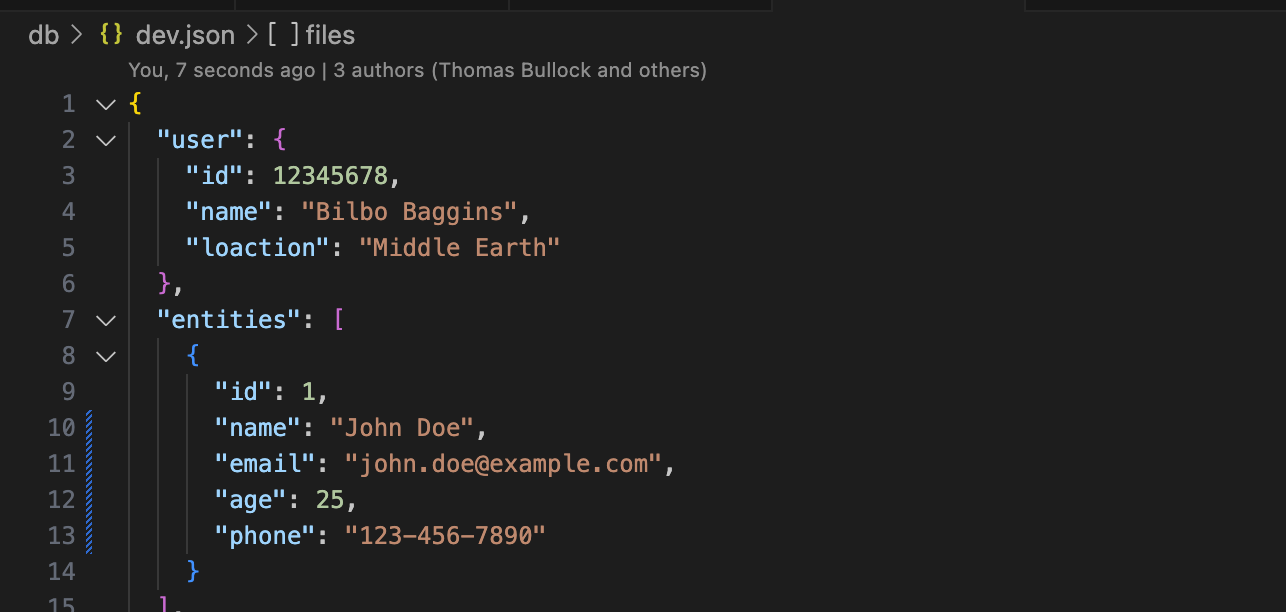 db > {} dev.json > [ ] files
You, 7 seconds ago | 3 authors (Thomas Bullock and others)
1 {
2 "user": {
3 "id": 12345678,
4 "name": "Bilbo Baggins",
5 "loaction": "Middle Earth"
6 },
7 "entities": [
8 {
9 "id": 1,
10 "name": "John Doe",
11 "email": "john.doe@example.com",
12 "age": 25,
13 "phone": "123-456-7890"
14 }
15 ],